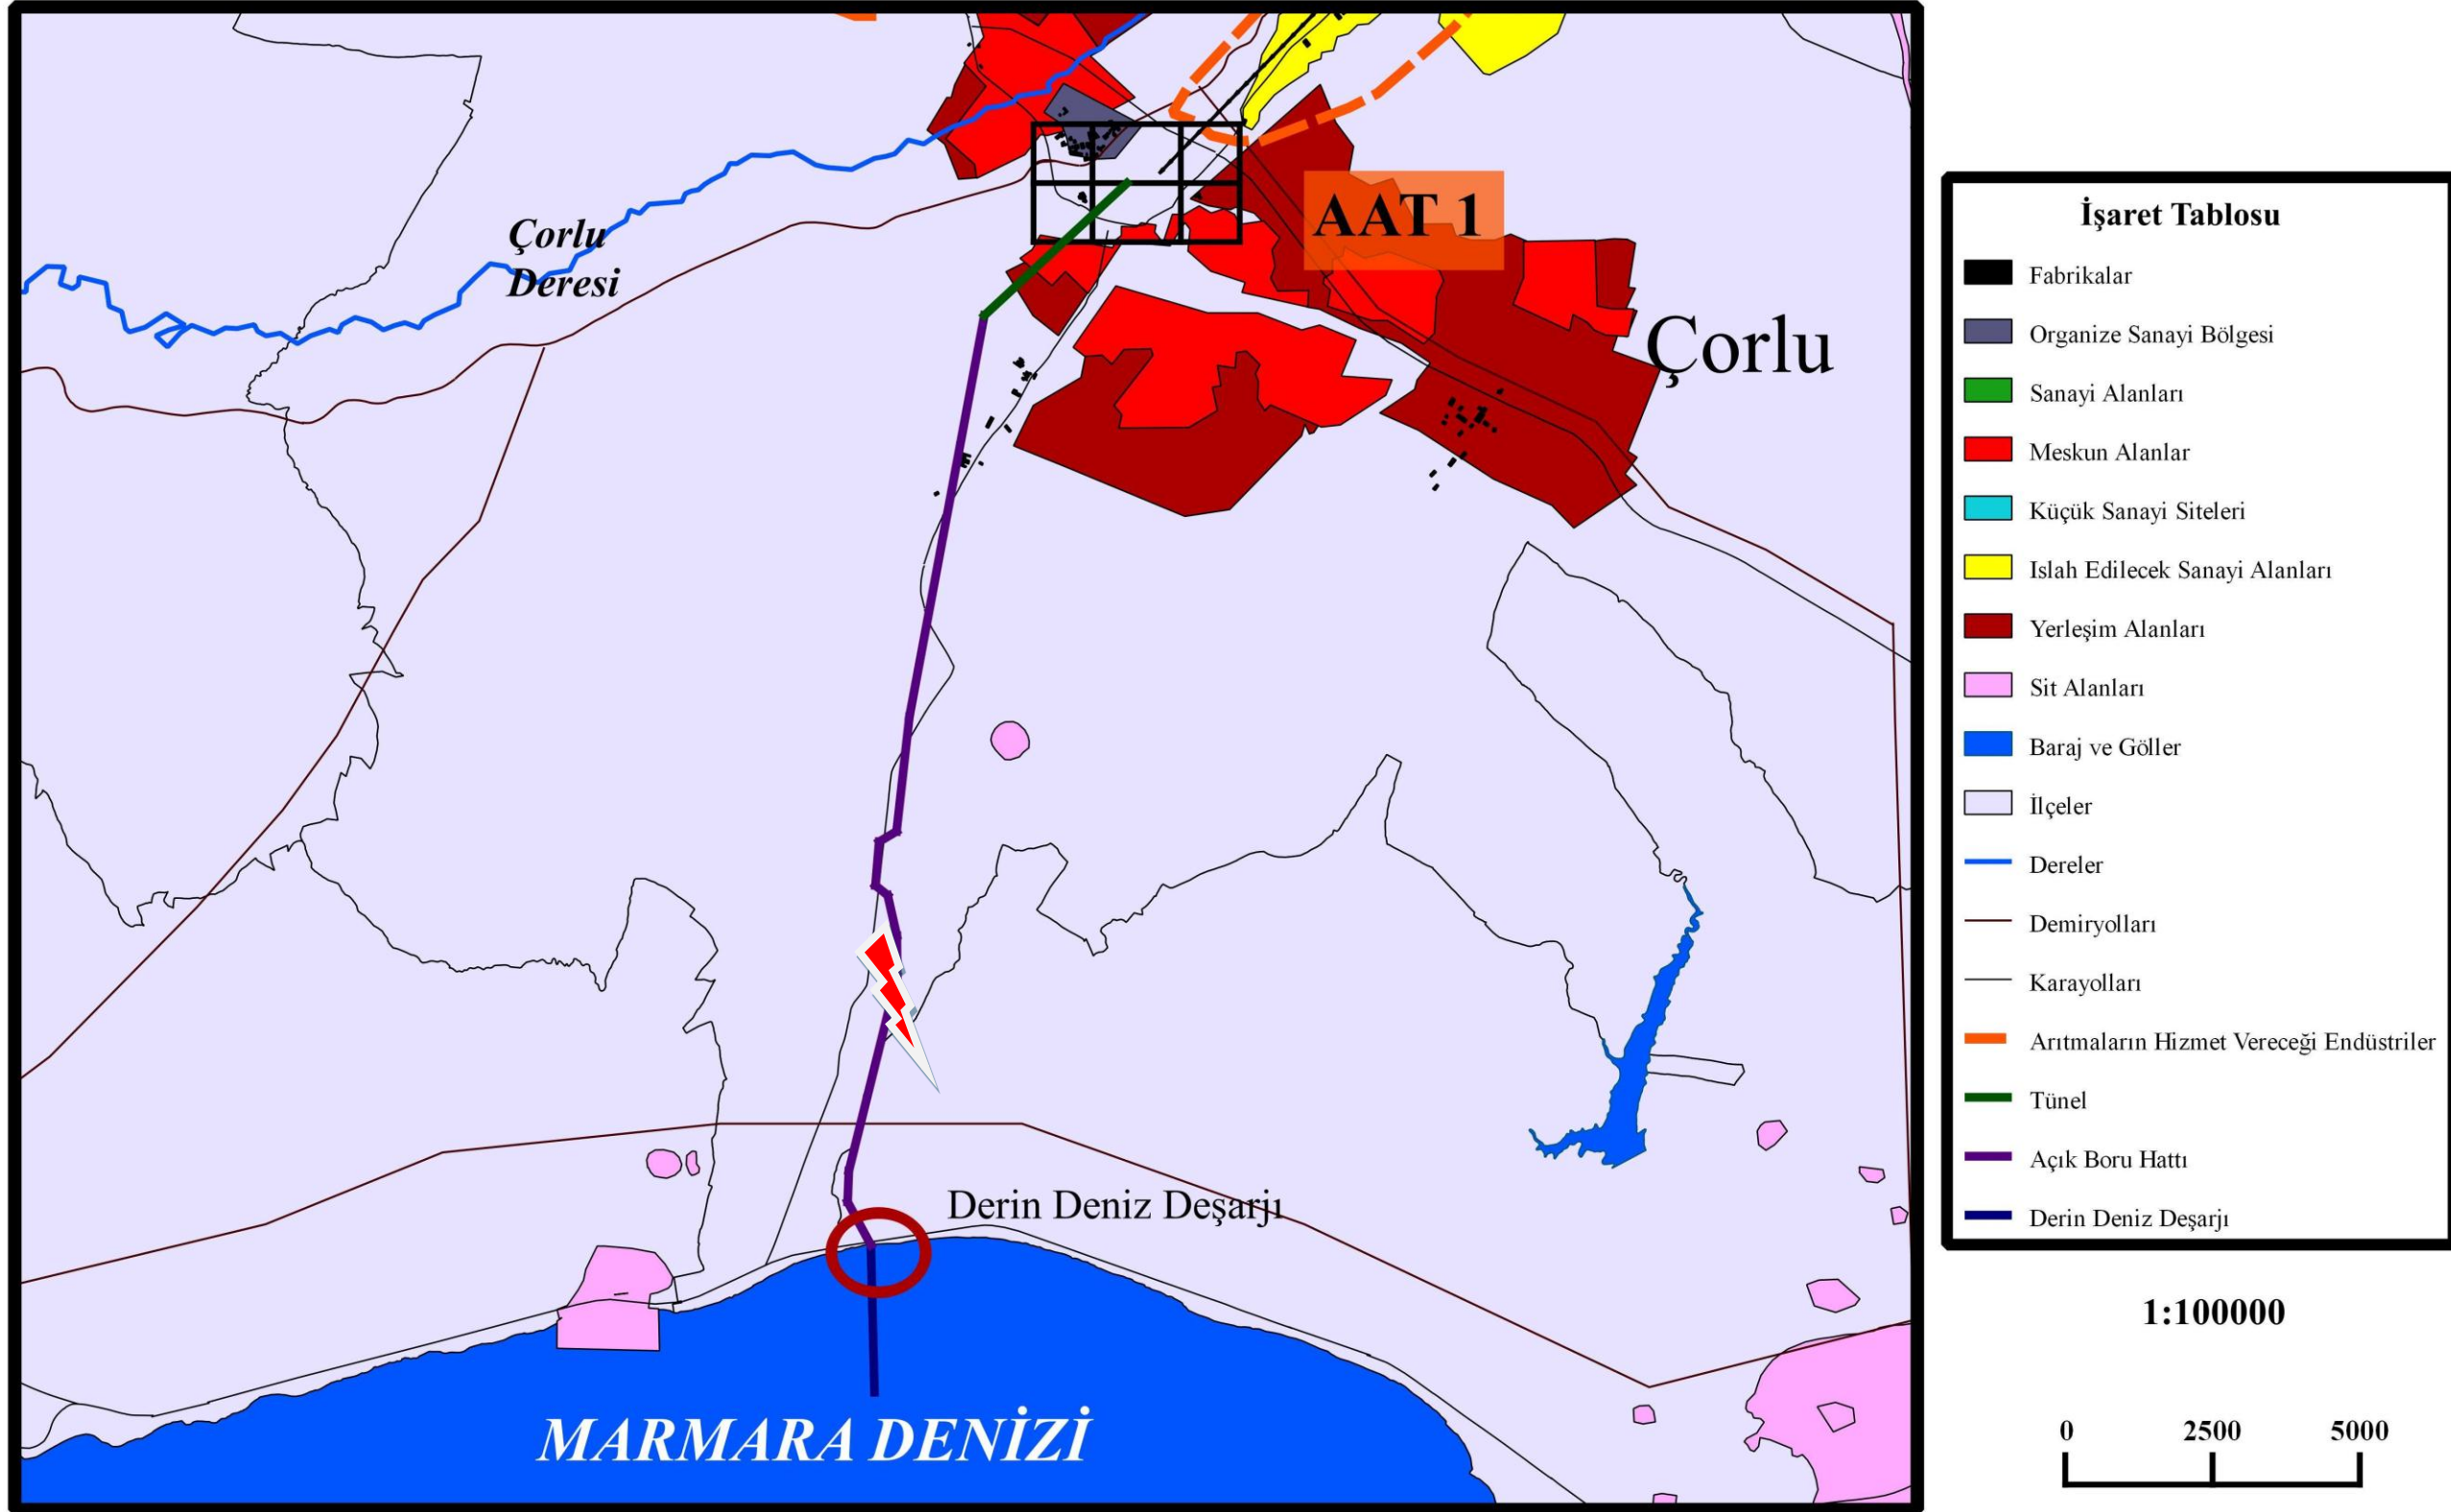 Çorlu
Deresi
AAT 1
Çorlu
Derin Deniz Deşarjı
MARMARA DENİZİ
İşaret Tablosu
Fabrikalar
Organize Sanayi Bölgesi
Sanayi Alanları
Meskun Alanlar
Küçük Sanayi Siteleri
Islah Edilecek Sanayi Alanları
Yerleşim Alanları
Sit Alanları
Baraj ve Göller
İlçeler
Dereler
Demiryolları
Karayolları
Arıtmaların Hizmet Vereceği Endüstriler
Tünel
Açık Boru Hattı
Derin Deniz Deşarjı
1:100000
0 2500 5000